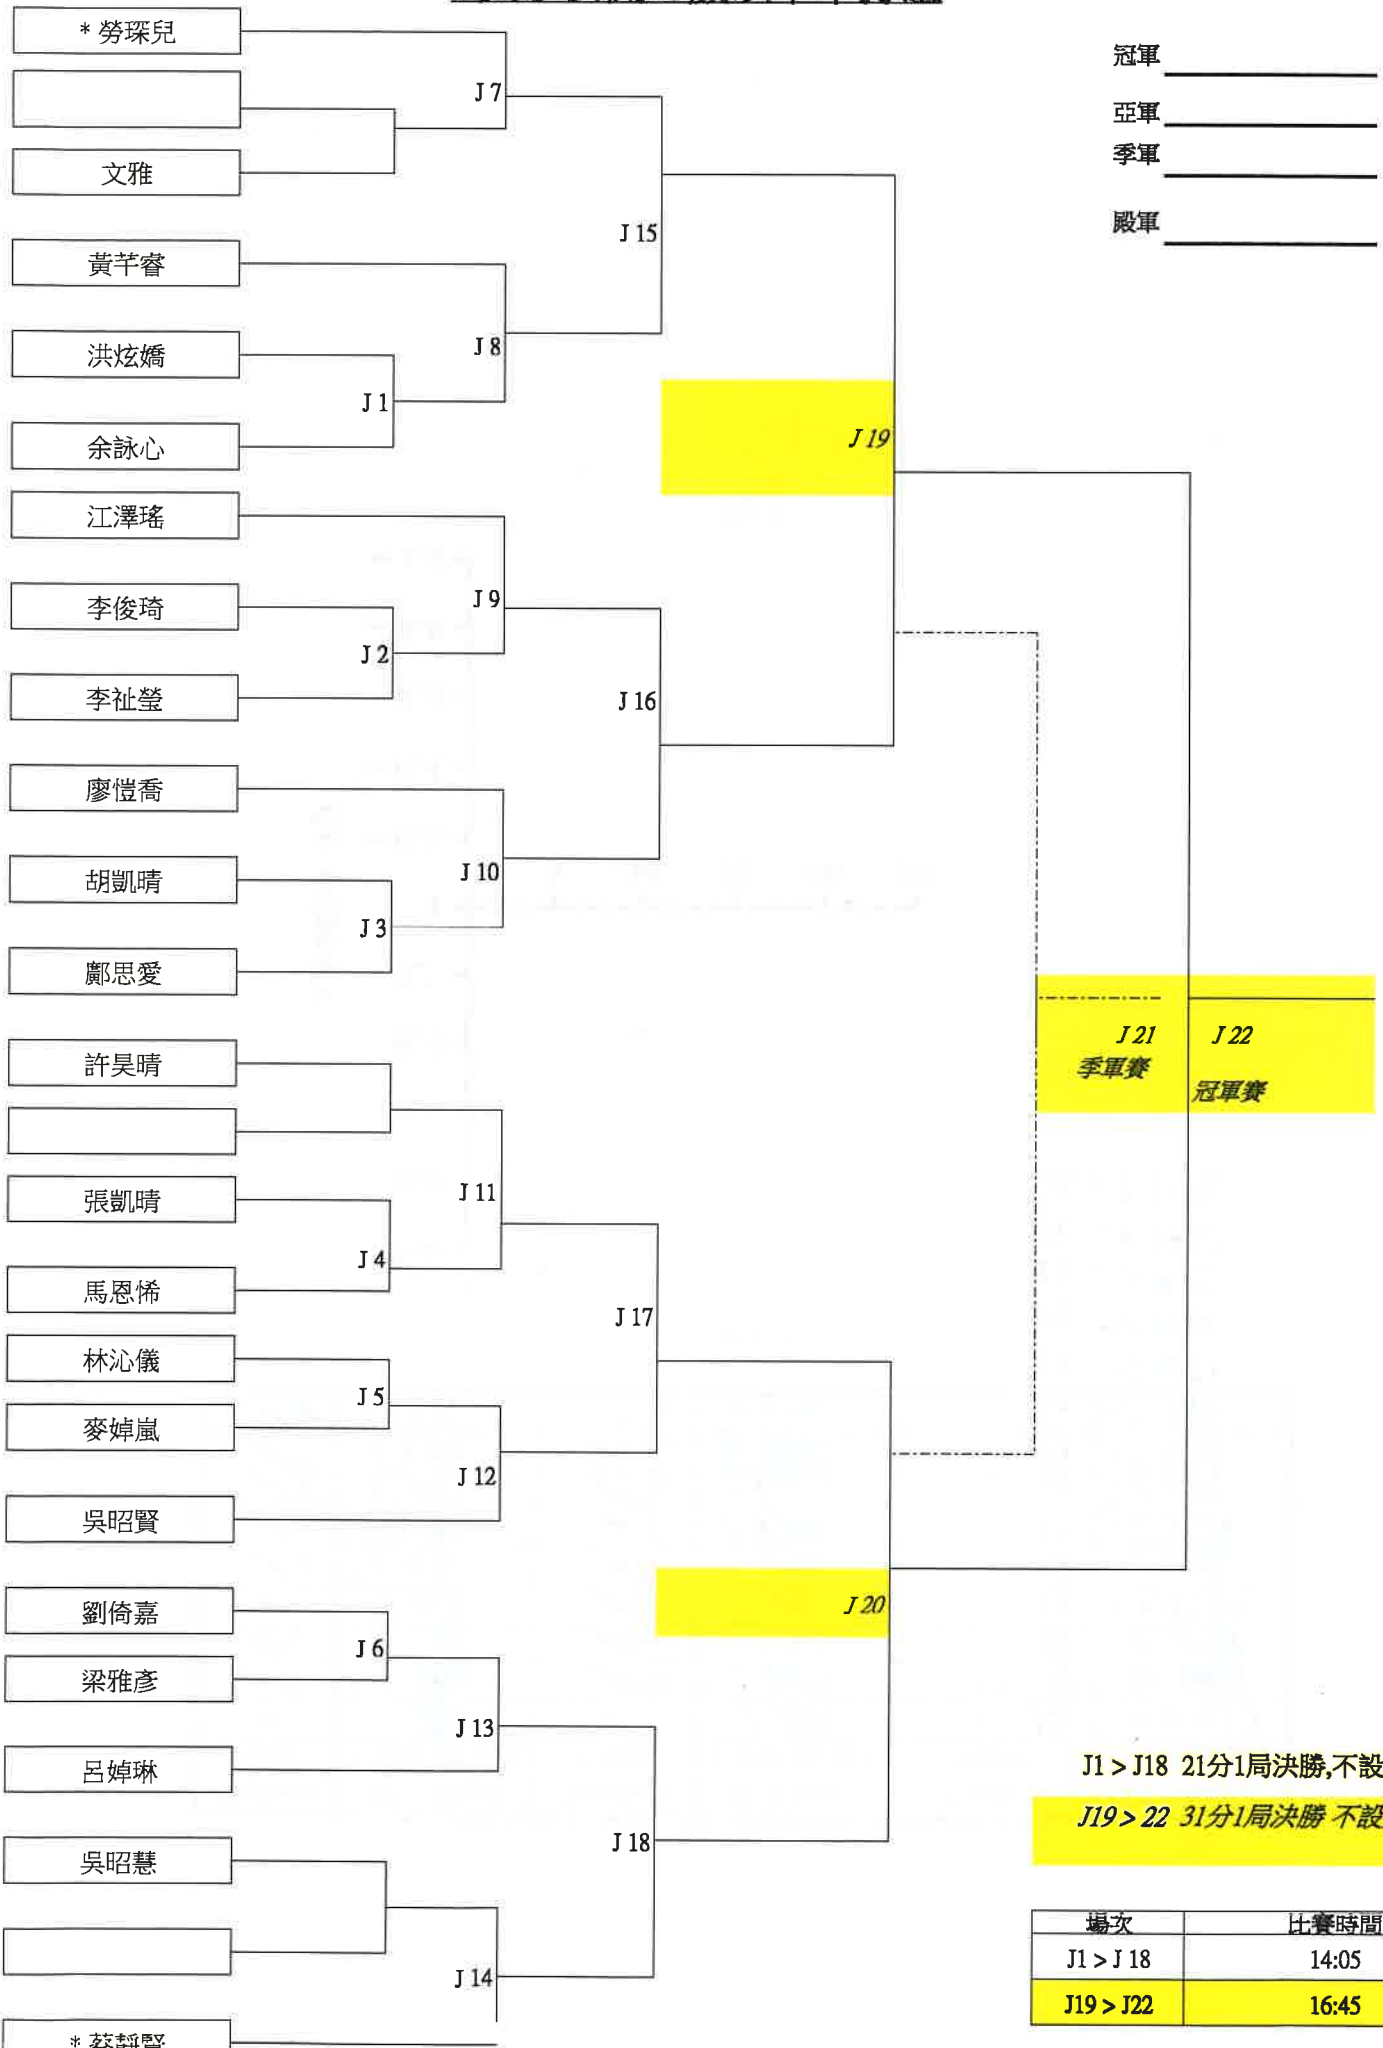 * 勞琛兒
文雅
黃芊睿
洪炫嬌
余詠心
江澤瑤
李俊琦
李祉瑩
廖愷喬
胡凱晴
鄺思愛
許昊晴
張凱晴
馬恩悕
林沁儀
麥婥嵐
吳昭賢
劉倚嘉
梁雅彥
呂婥琳
吳昭慧
J 1
J 2
J 3
J 4
J 5
J 6
J 7
J 8
J 9
J 10
J 11
J 12
J 13
J 14
J 15
J 16
J 17
J 18
J 19
J 20
J 21
季軍賽
J 22
冠軍賽
冠軍
亞軍
季軍
殿軍
J1 > J18 21分1局決勝,不設
J19 > 22 31分1局決勝 不設
場次 比賽時間
J1 > J 18 14:05
J19 > J22 16:45